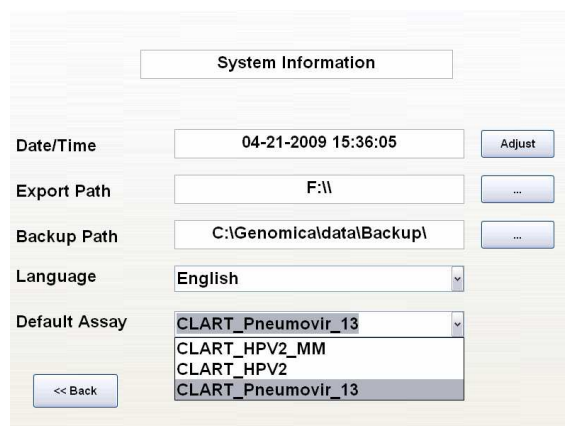 System Information
Date/Time 04-21-2009 15:36:05 Adjust
Export Path F:\\ ...
Backup Path C:\Genomica\data\Backup\ ...
Language English
Default Assay CLART_Pneumovir_13
CLART_HPV2_MM
CLART_HPV2
CLART_Pneumovir_13
<< Back